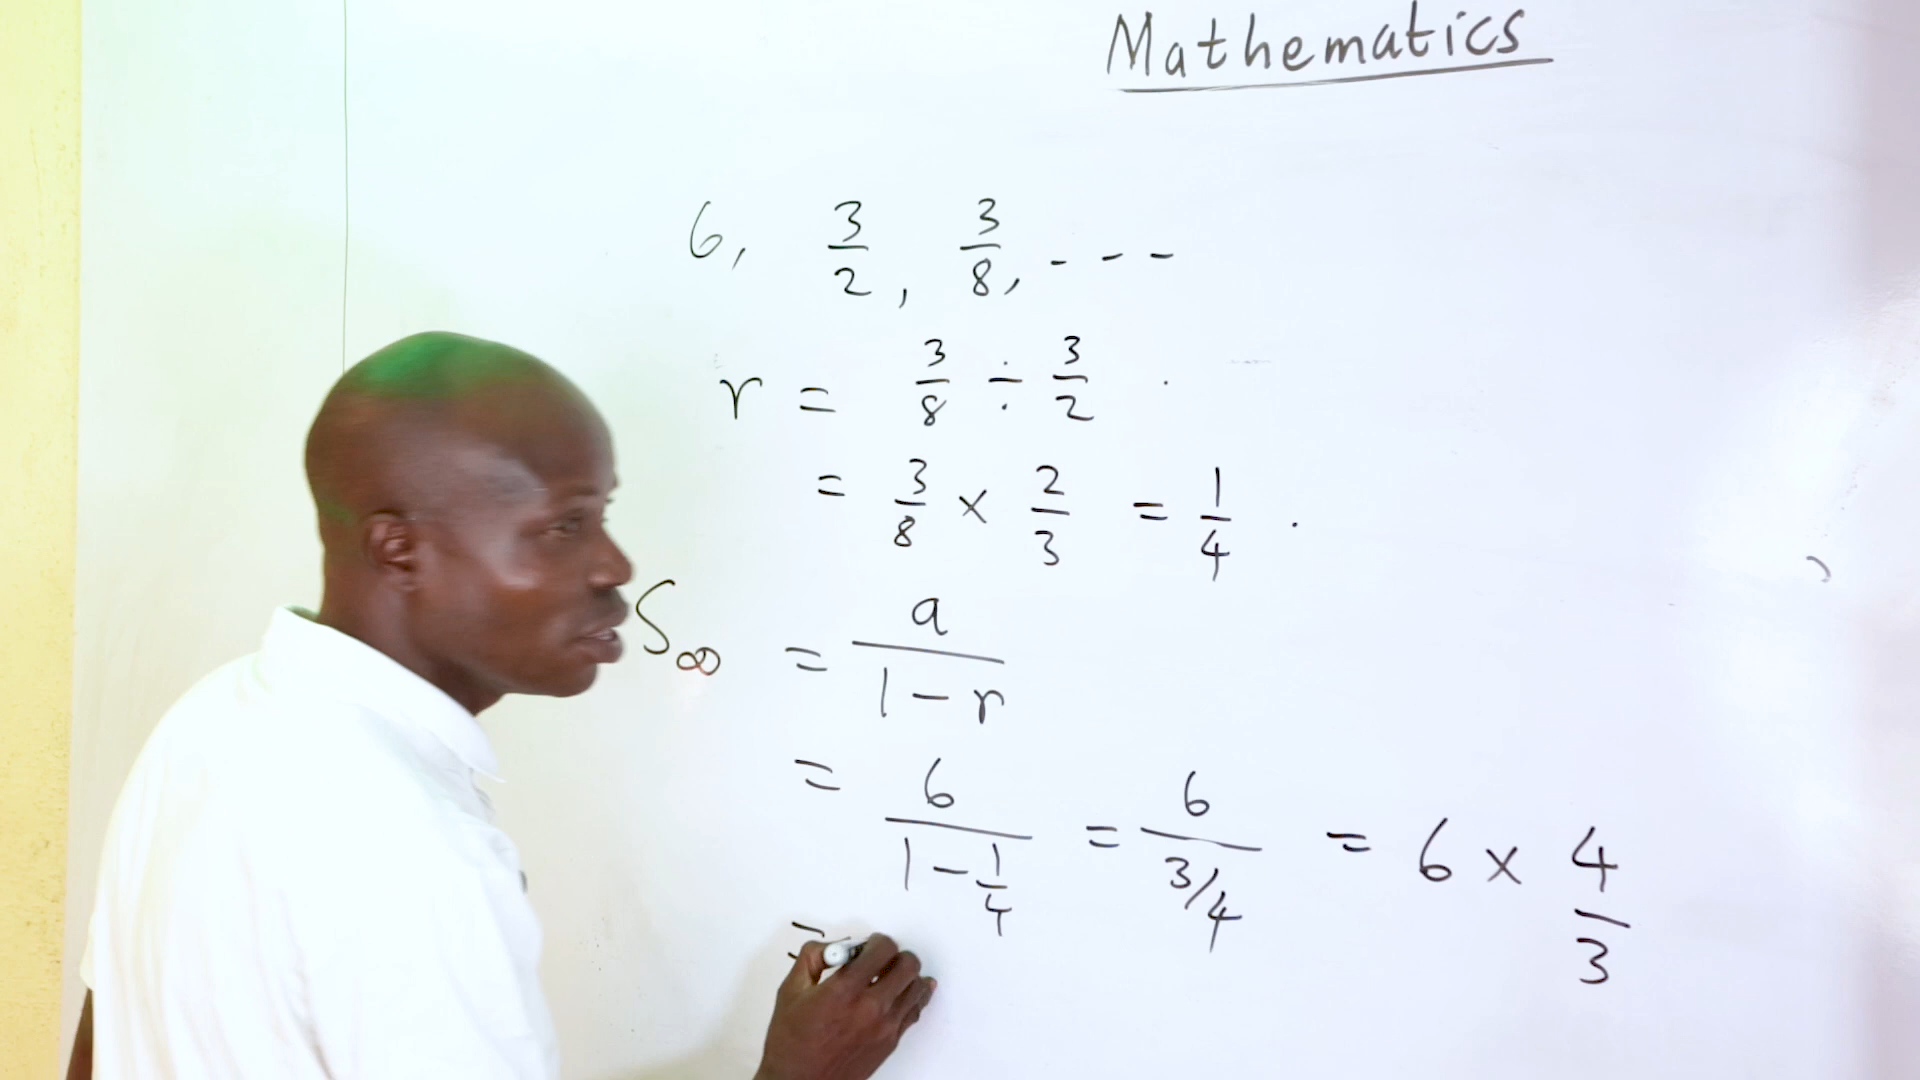 Mathematics
6, 3/2, 3/8, - - -
r = 3/8 ÷ 3/2
= 3/8 × 2/3 = 1/4 .
S∞ = a/(1 - r)
= 6/(1 - 1/4) = 6/(3/4) = 6 × 4/3
=